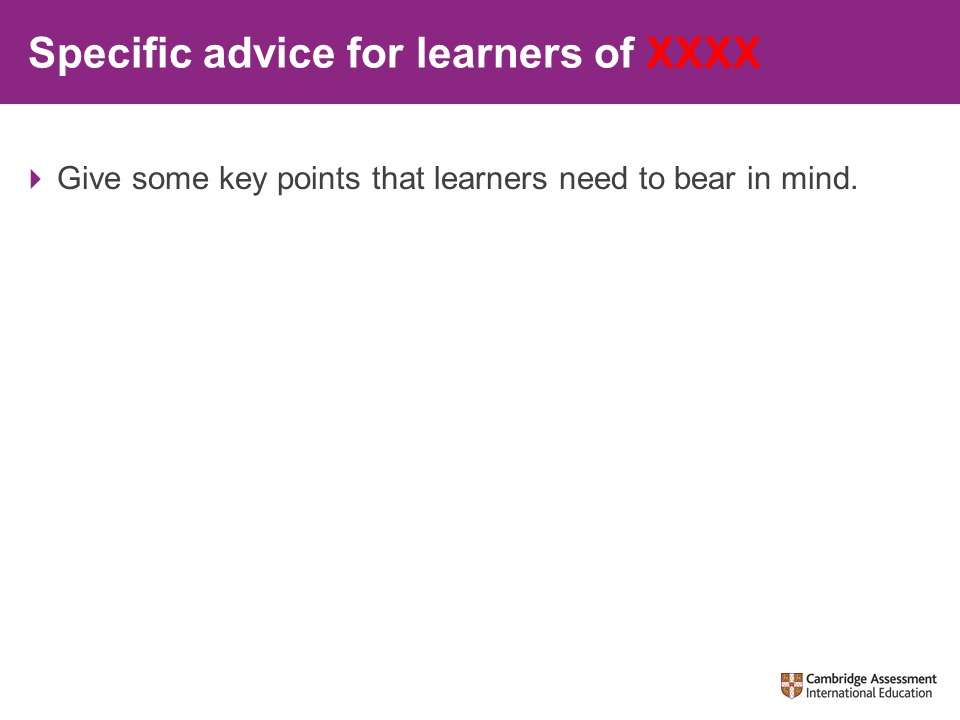 Specific advice for learners of XXXX
Give some key points that learners need to bear in mind.
Cambridge Assessment
International Education